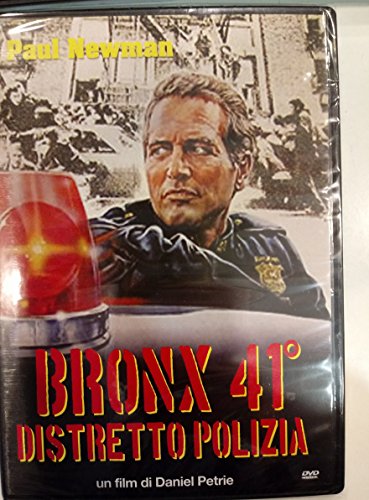 Paul Newman
BRONX 41°
DISTRETTO POLIZIA
un film di Daniel Petrie
DVD